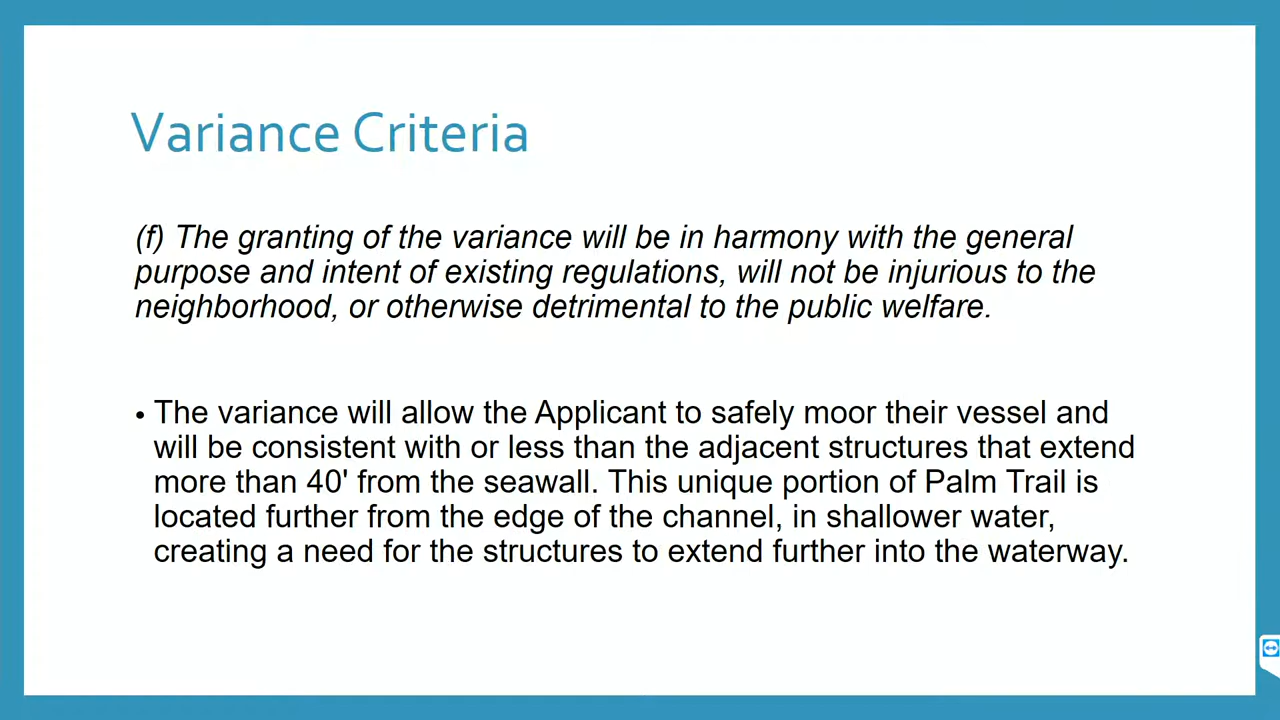 Variance Criteria
(f) The granting of the variance will be in harmony with the general
purpose and intent of existing regulations, will not be injurious to the
neighborhood, or otherwise detrimental to the public welfare.
• The variance will allow the Applicant to safely moor their vessel and
will be consistent with or less than the adjacent structures that extend
more than 40' from the seawall. This unique portion of Palm Trail is
located further from the edge of the channel, in shallower water,
creating a need for the structures to extend further into the waterway.